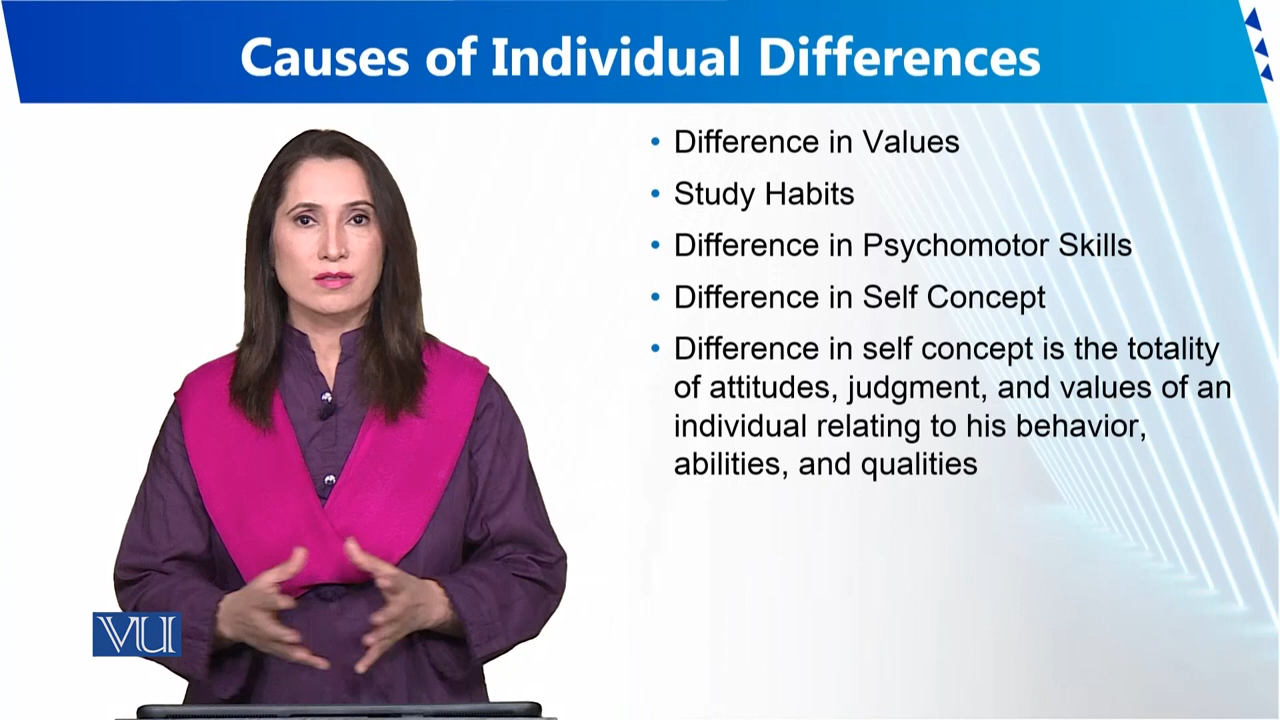 Causes of Individual Differences
• Difference in Values
• Study Habits
• Difference in Psychomotor Skills
• Difference in Self Concept
• Difference in self concept is the totality
of attitudes, judgment, and values of an
individual relating to his behavior,
abilities, and qualities
VU